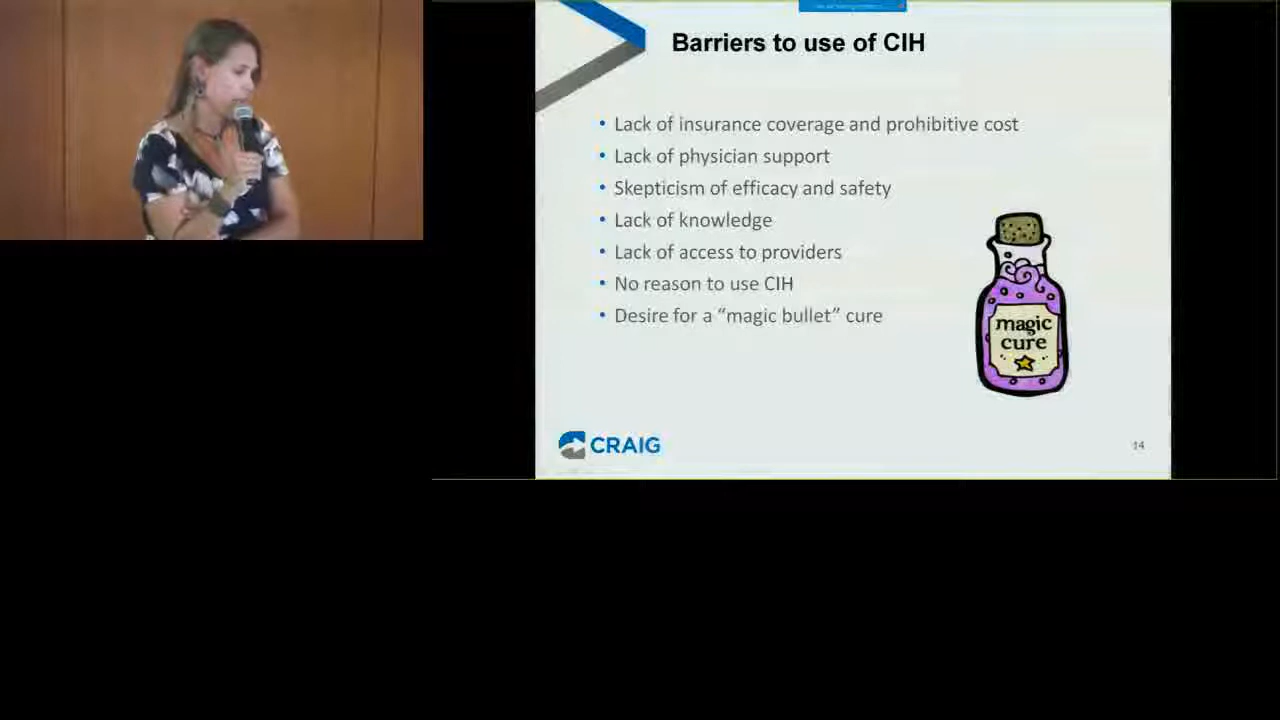 Barriers to use of CIH
• Lack of insurance coverage and prohibitive cost
• Lack of physician support
• Skepticism of efficacy and safety
• Lack of knowledge
• Lack of access to providers
• No reason to use CIH
• Desire for a “magic bullet” cure
magic
cure
CRAIG
14